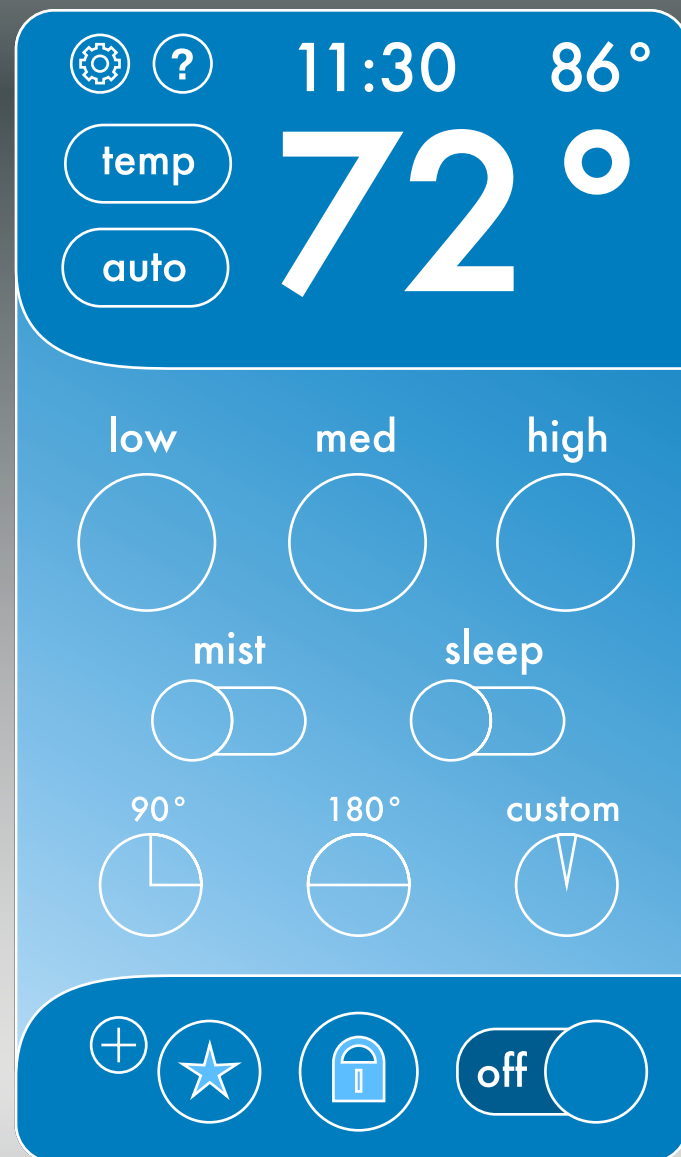 ? 11:30 86°
temp 72°
auto
low med high
mist sleep
90° 180° custom
off